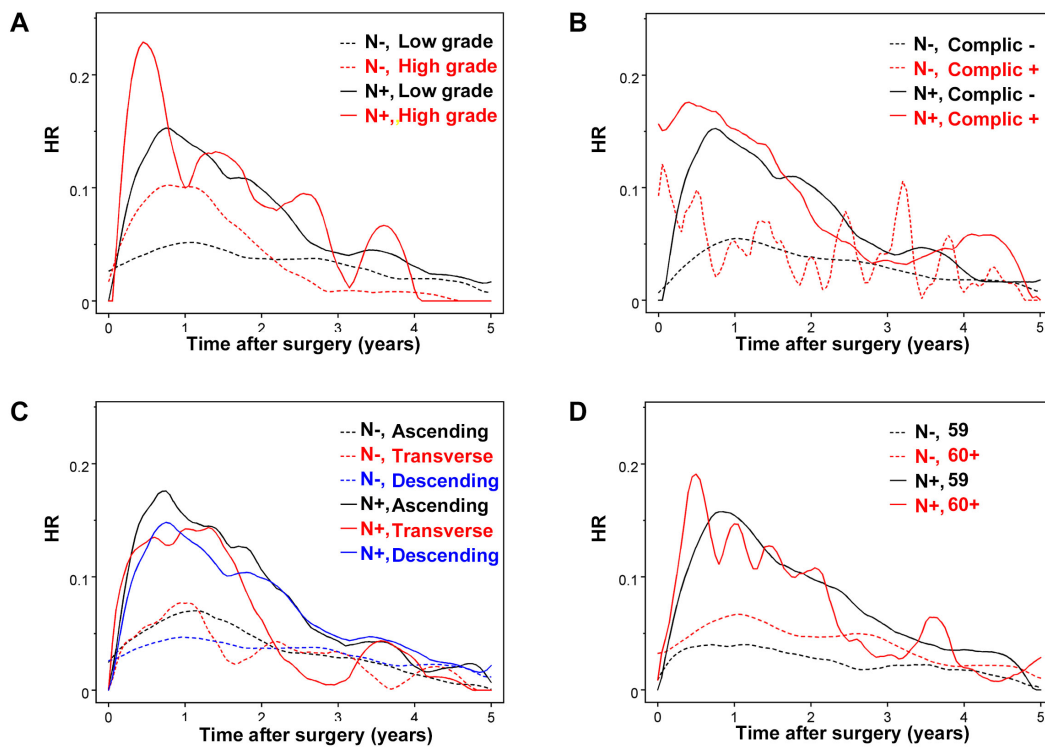 A
N-, Low grade
N-, High grade
N+, Low grade
N+, High grade
HR
0.2
0.1
0
0 1 2 3 4 5
Time after surgery (years)
B
N-, Complic -
N-, Complic +
N+, Complic -
N+, Complic +
HR
0.2
0.1
0
0 1 2 3 4 5
Time after surgery (years)
C
N-, Ascending
N-, Transverse
N-, Descending
N+, Ascending
N+, Transverse
N+, Descending
HR
0.2
0.1
0
0 1 2 3 4 5
Time after surgery (years)
D
N-, 59
N-, 60+
N+, 59
N+, 60+
HR
0.2
0.1
0
0 1 2 3 4 5
Time after surgery (years)